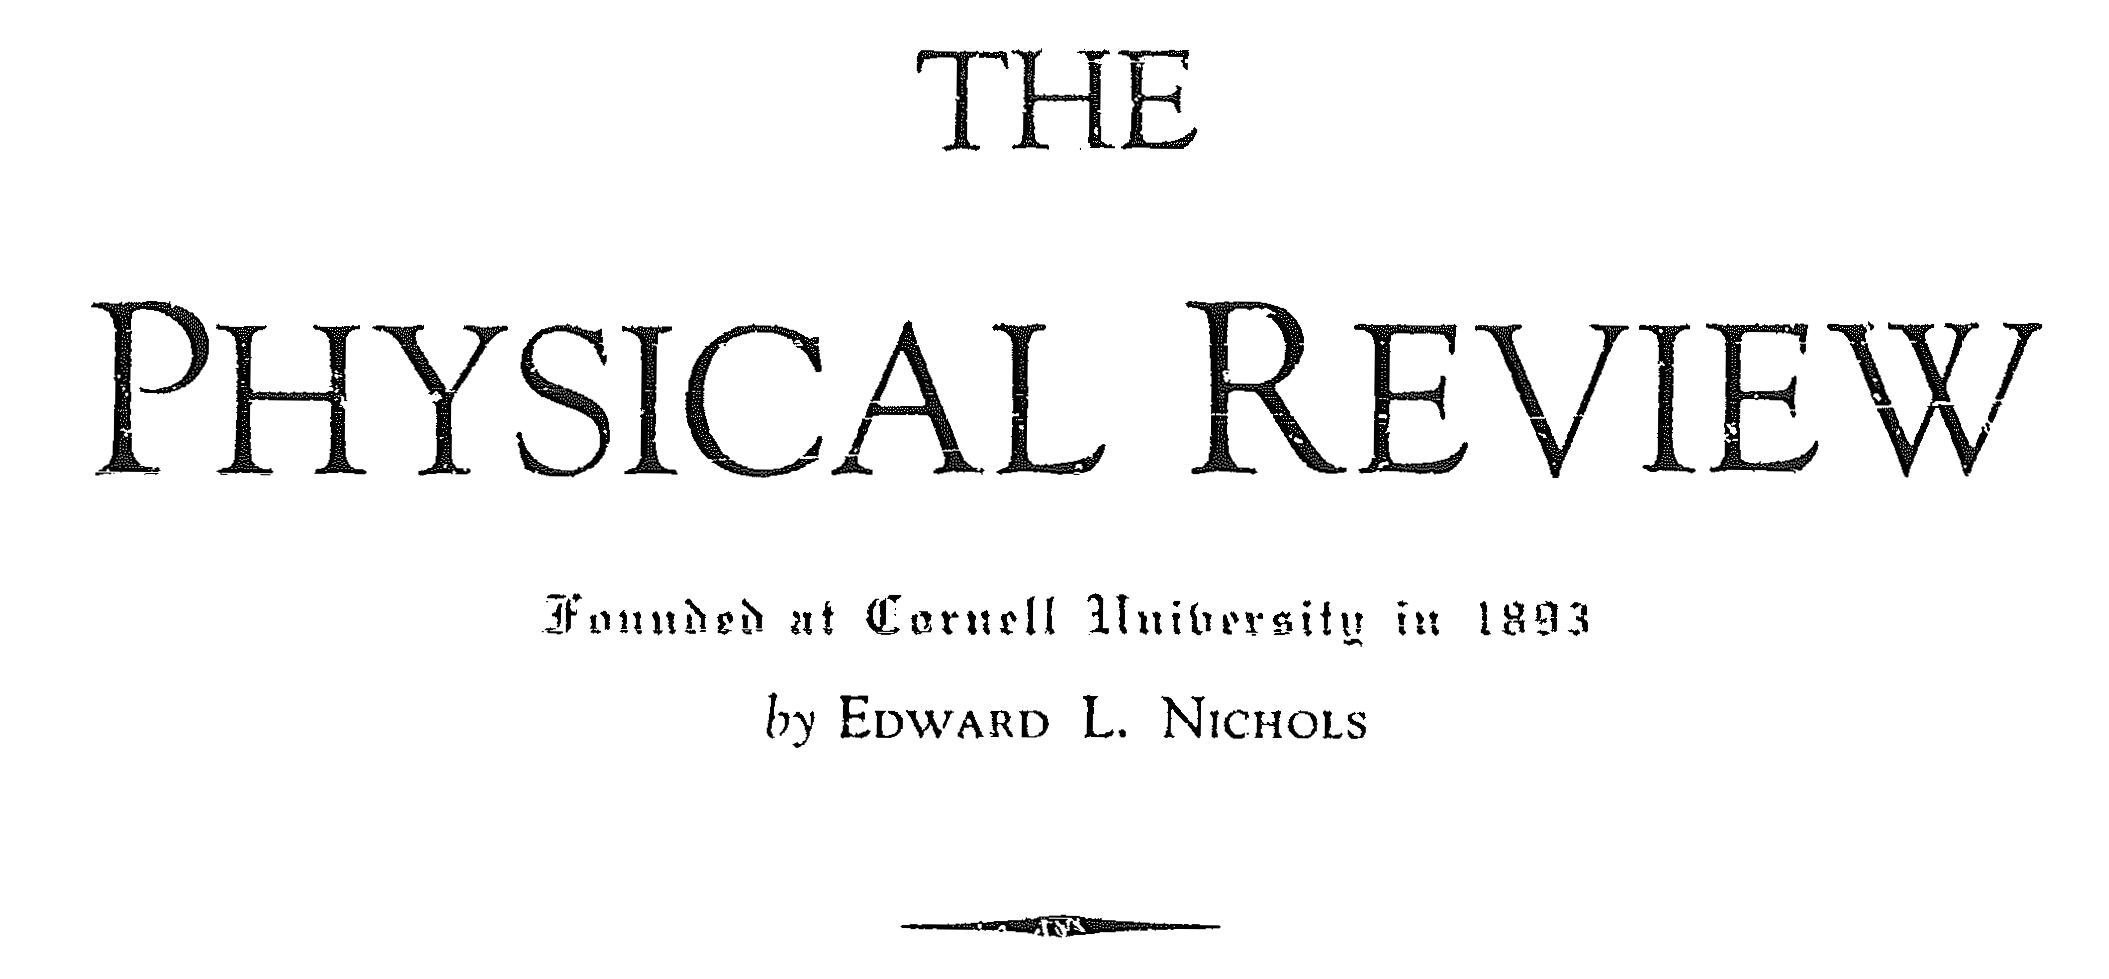 THE
PHYSICAL REVIEW
Founded at Cornell University in 1893
by EDWARD L. NICHOLS